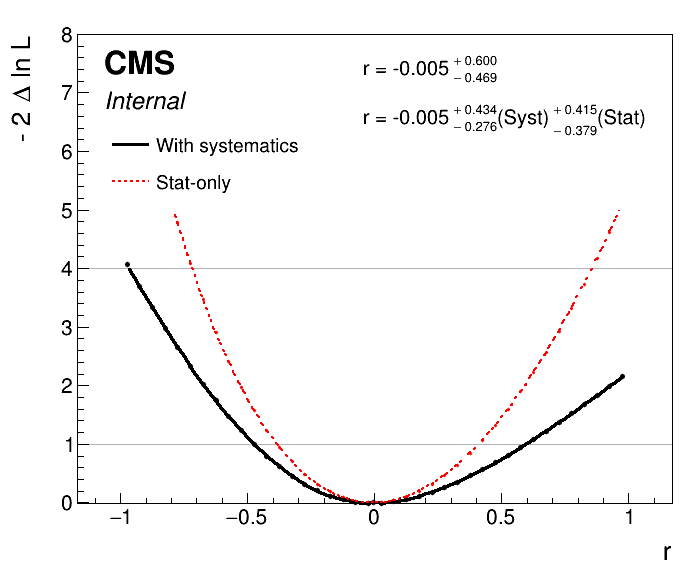 CMS
Internal
With systematics
Stat-only
r = -0.005 + 0.600 − 0.469
r = -0.005 + 0.434 − 0.276 (Syst) + 0.415 − 0.379 (Stat)
- 2 Δ ln L
8
7
6
5
4
3
2
1
0
−1 −0.5 0 0.5 1
r